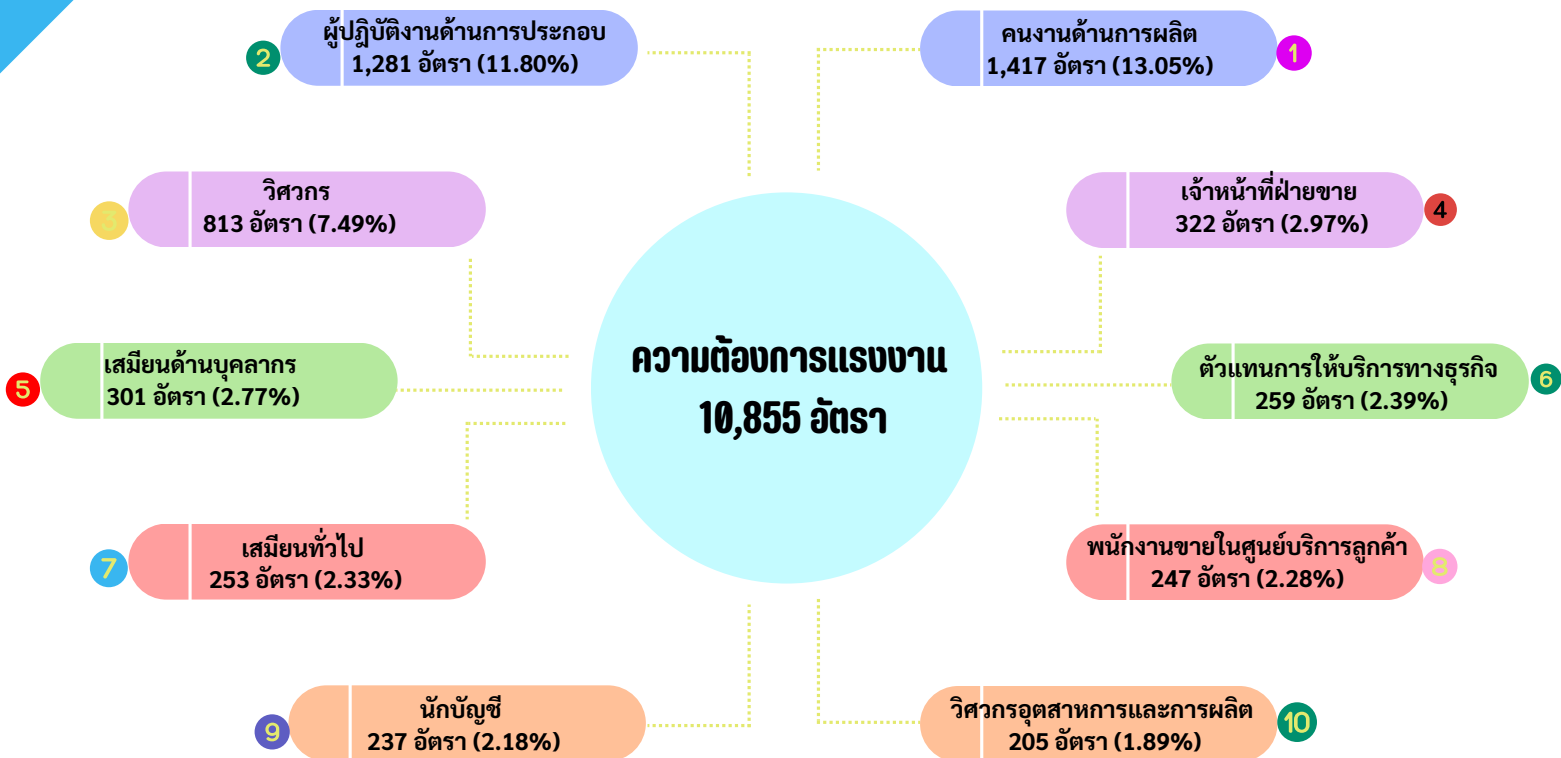 ผู้ปฎิบัติงานด้านการประกอบ
1,281 อัตรา (11.80%)
2
คนงานด้านการผลิต
1,417 อัตรา (13.05%)
1
วิศวกร
813 อัตรา (7.49%)
3
เจ้าหน้าที่ฝ่ายขาย
322 อัตรา (2.97%)
4
ความต้องการแรงงาน
10,855 อัตรา
เสมียนด้านบุคลากร
301 อัตรา (2.77%)
5
ตัวแทนการให้บริการทางธุรกิจ
259 อัตรา (2.39%)
6
เสมียนทั่วไป
253 อัตรา (2.33%)
7
พนักงานขายในศูนย์บริการลูกค้า
247 อัตรา (2.28%)
8
นักบัญชี
237 อัตรา (2.18%)
9
วิศวกรอุตสาหการและการผลิต
205 อัตรา (1.89%)
10